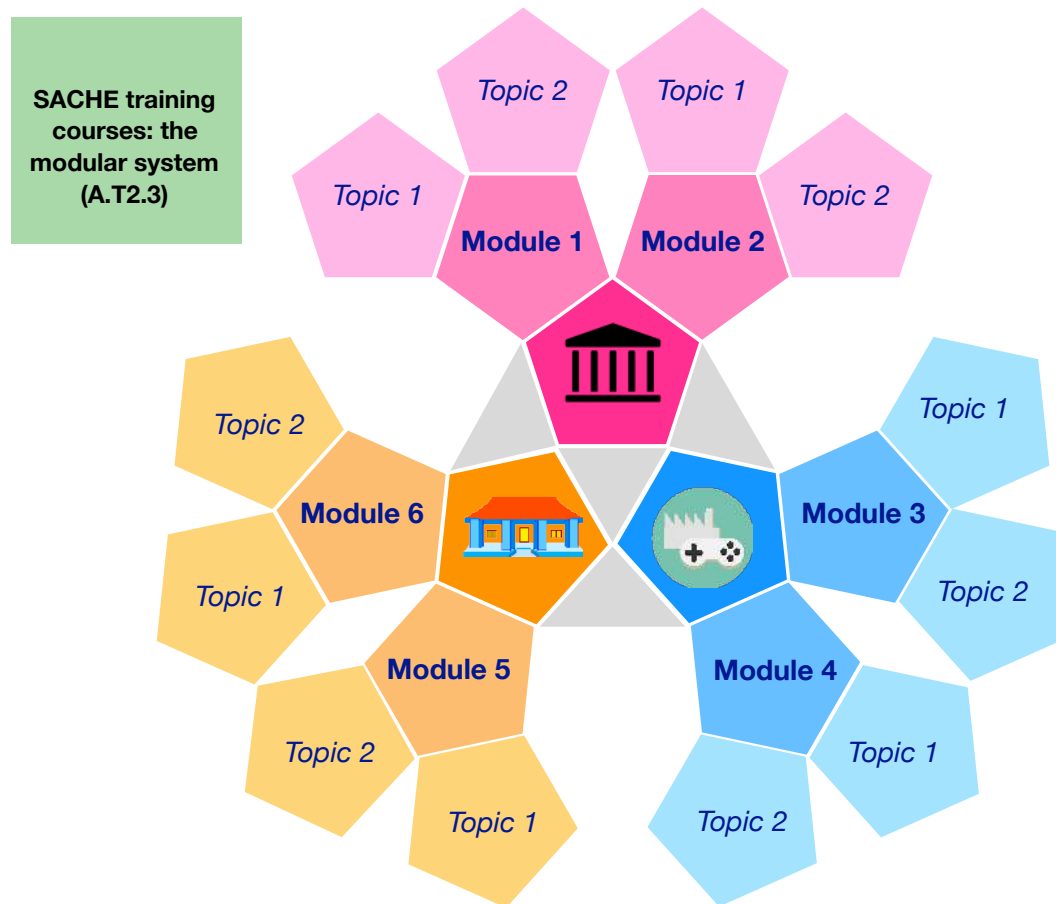 SACHE training
courses: the
modular system
(A.T2.3)
Topic 2
Topic 1
Topic 1
Topic 2
Module 1
Module 2
Topic 2
Topic 1
Module 6
Module 3
Topic 1
Topic 2
Module 5
Module 4
Topic 2
Topic 1
Topic 1
Topic 2